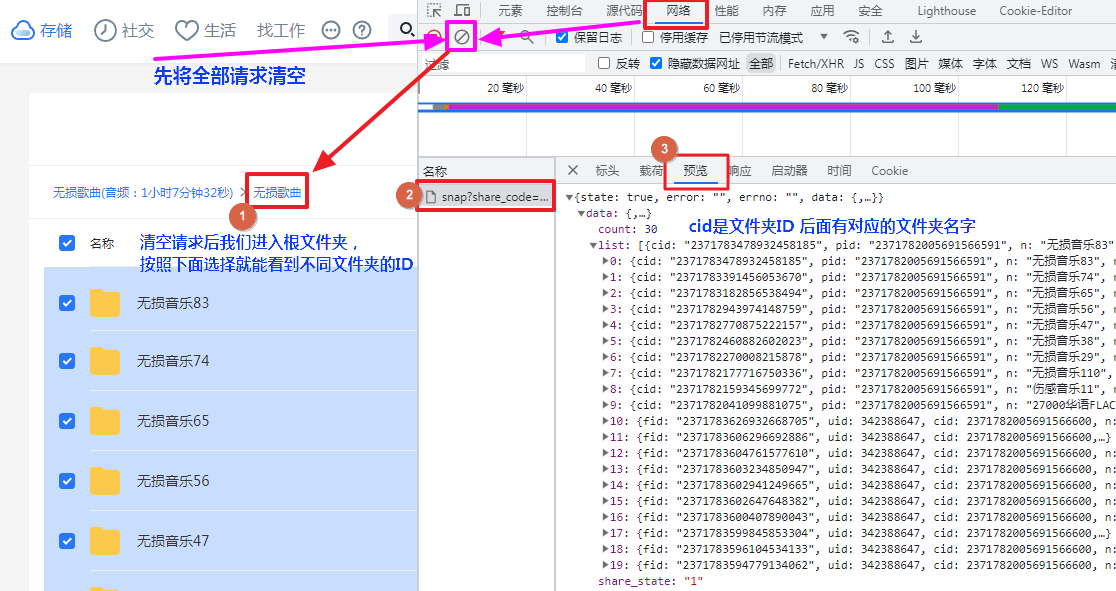 存储 社交 生活 找工作
元素 控制台 源代码 网络 性能 内存 应用 安全 Lighthouse Cookie-Editor
保留日志 停用缓存 已停用节流模式
先将全部请求清空
过滤 反转 隐藏数据网址 全部 Fetch/XHR JS CSS 图片 媒体 字体 文档 WS Wasm
20 毫秒 40 毫秒 60 毫秒 80 毫秒 100 毫秒 120 毫秒
3
名称 标头 载荷 预览 响应 启动器 时间 Cookie
无损歌曲(音频：1小时7分钟32秒) 无损歌曲
2 snap?share_code=...
1
名称
清空请求后我们进入根文件夹，
按照下面选择就能看到不同文件夹的ID
无损音乐83
无损音乐74
无损音乐65
无损音乐56
无损音乐47
{state: true, error: "", errno: "", data: {,…}}
data: {,…}
cid是文件夹ID 后面有对应的文件夹名字
count: 30
list: [{cid: "2371783478932458185", pid: "2371782005691566591", n: "无损音乐83"
0: {cid: "2371783478932458185", pid: "2371782005691566591", n: "无损音乐83",
1: {cid: "2371783391456053670", pid: "2371782005691566591", n: "无损音乐74",
2: {cid: "2371783182856538494", pid: "2371782005691566591", n: "无损音乐65",
3: {cid: "2371782943974148759", pid: "2371782005691566591", n: "无损音乐56",
4: {cid: "2371782770875222157", pid: "2371782005691566591", n: "无损音乐47",
5: {cid: "2371782460882602023", pid: "2371782005691566591", n: "无损音乐38",
6: {cid: "2371782270008215878", pid: "2371782005691566591", n: "无损音乐29",
7: {cid: "2371782177716750336", pid: "2371782005691566591", n: "无损音乐110",
8: {cid: "2371782159345699772", pid: "2371782005691566591", n: "伤感音乐11",
9: {cid: "2371782041099881075", pid: "2371782005691566591", n: "27000华语FLAC
10: {fid: "2371783626932668705", uid: 342388647, cid: 2371782005691566600, n:
11: {fid: "2371783606296692886", uid: 342388647, cid: 2371782005691566600,…}
12: {fid: "2371783604761577610", uid: 342388647, cid: 2371782005691566600, n:
13: {fid: "2371783603234850947", uid: 342388647, cid: 2371782005691566600, n:
14: {fid: "2371783602941249665", uid: 342388647, cid: 2371782005691566600, n:
15: {fid: "2371783602647648382", uid: 342388647, cid: 2371782005691566600, n:
16: {fid: "2371783600407890043", uid: 342388647, cid: 2371782005691566600, n:
17: {fid: "2371783599845853304", uid: 342388647, cid: 2371782005691566600,…}
18: {fid: "2371783596104534133", uid: 342388647, cid: 2371782005691566600, n:
19: {fid: "2371783594779134062", uid: 342388647, cid: 2371782005691566600, n:
share_state: "1"